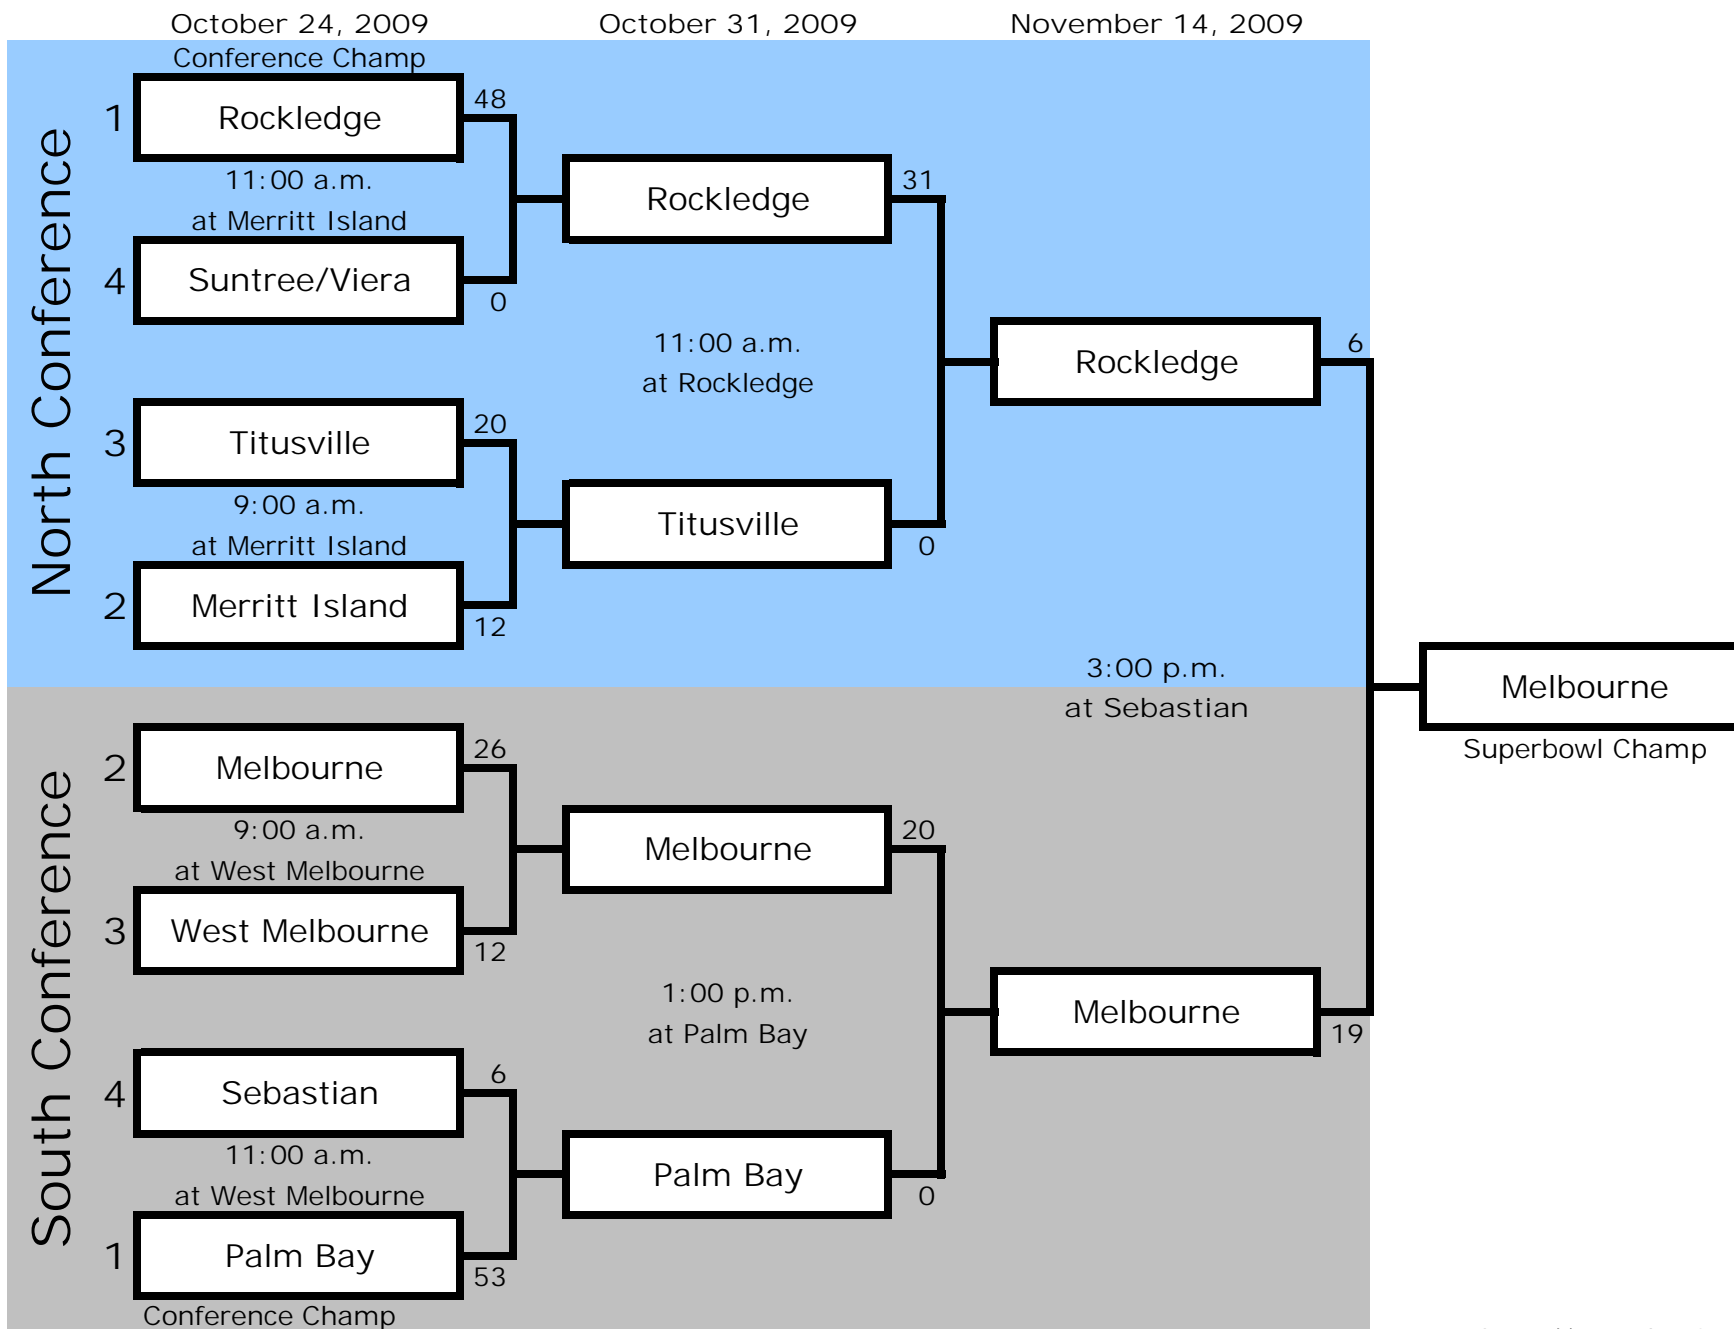 October 24, 2009
October 31, 2009
November 14, 2009
North Conference
Conference Champ
1
Rockledge
48
11:00 a.m.
at Merritt Island
4
Suntree/Viera
0
3
Titusville
20
9:00 a.m.
at Merritt Island
2
Merritt Island
12
Rockledge
31
11:00 a.m.
at Rockledge
Titusville
0
Rockledge
6
South Conference
2
Melbourne
26
9:00 a.m.
at West Melbourne
3
West Melbourne
12
4
Sebastian
6
11:00 a.m.
at West Melbourne
1
Palm Bay
53
Conference Champ
Melbourne
20
1:00 p.m.
at Palm Bay
Palm Bay
0
Melbourne
19
3:00 p.m.
at Sebastian
Melbourne
Superbowl Champ